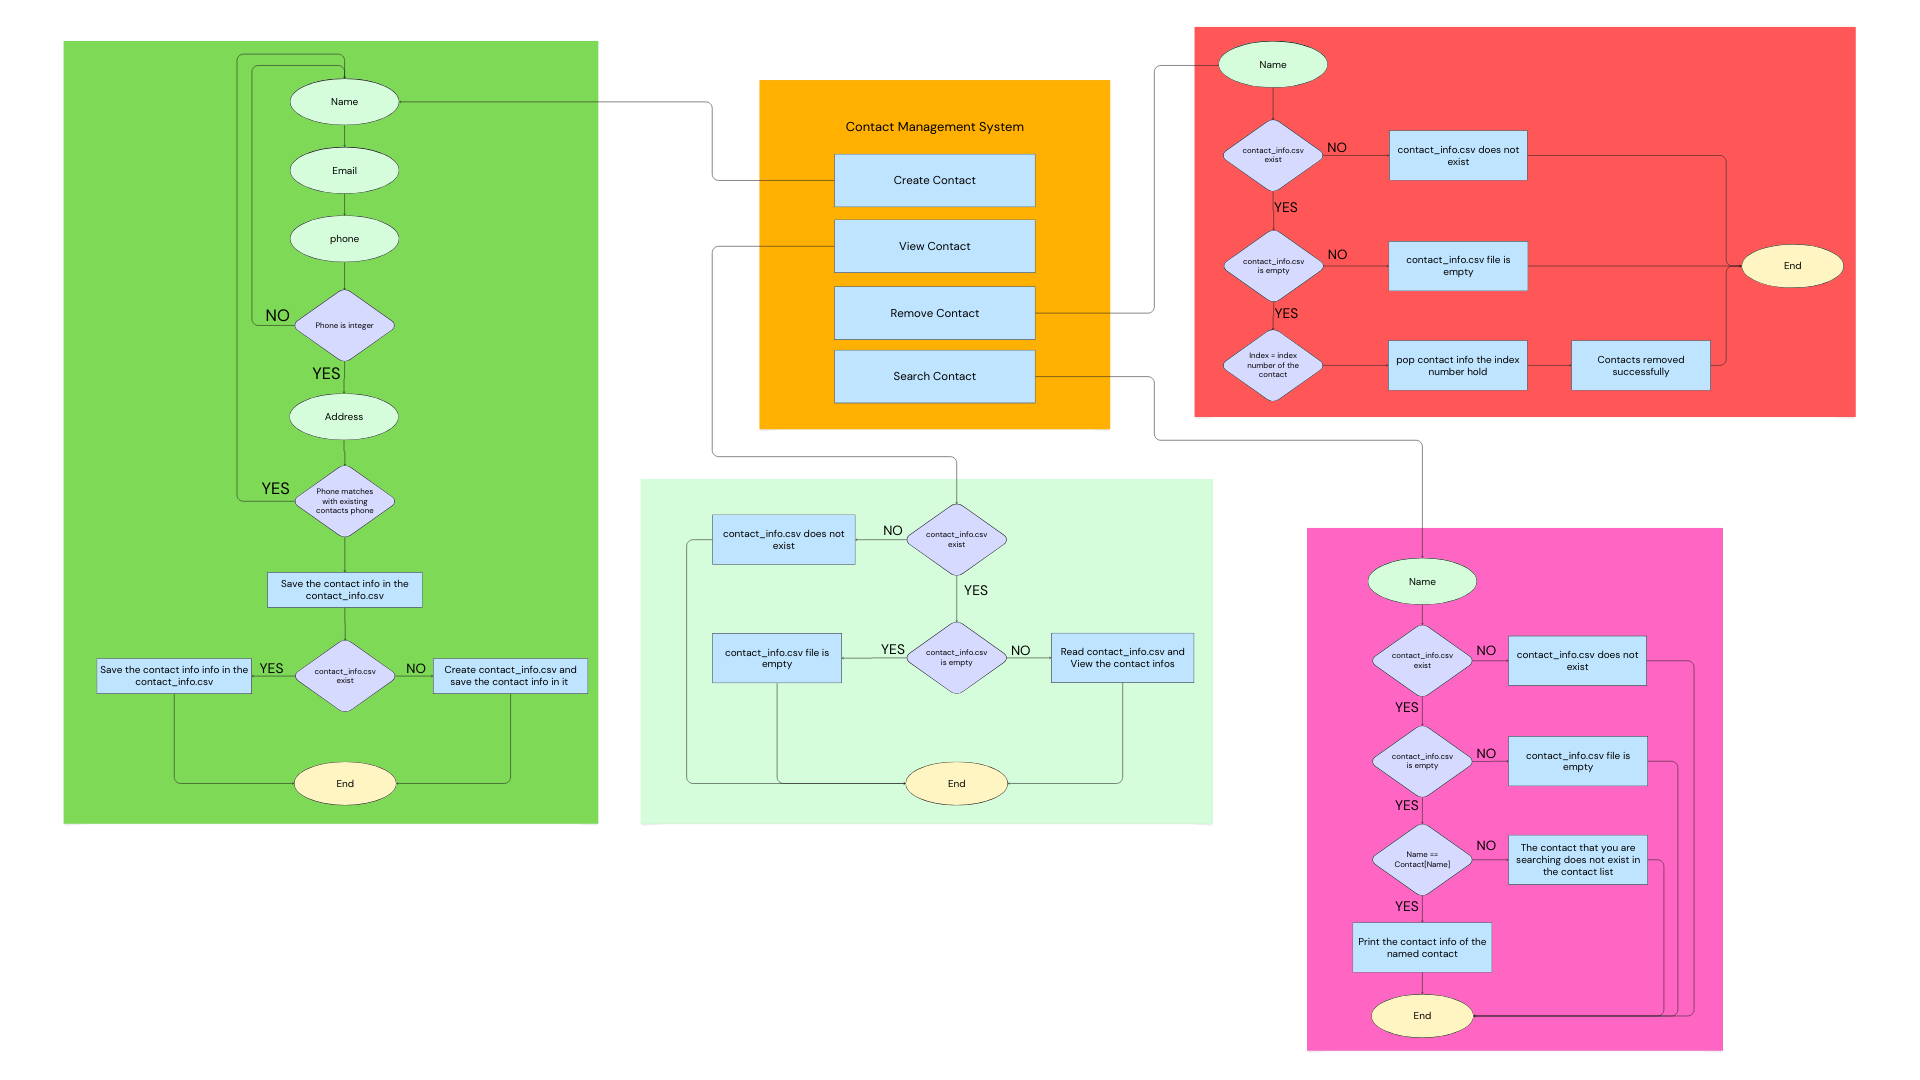 Contact Management System
Create Contact
View Contact
Remove Contact
Search Contact
Name
Email
phone
Phone is integer
NO
YES
Address
Phone matches
with existing
contacts phone
YES
Save the contact info in the
contact_info.csv
contact_info.csv
exist
YES
Save the contact info info in the
contact_info.csv
NO
Create contact_info.csv and
save the contact info in it
End
contact_info.csv
exist
NO
contact_info.csv does not
exist
YES
contact_info.csv
is empty
YES
contact_info.csv file is
empty
NO
Read contact_info.csv and
View the contact infos
End
Name
contact_info.csv
exist
NO
contact_info.csv does not
exist
YES
contact_info.csv
is empty
NO
contact_info.csv file is
empty
YES
Index = index
number of the
contact
pop contact info the index
number hold
Contacts removed
successfully
End
Name
contact_info.csv
exist
NO
contact_info.csv does not
exist
YES
contact_info.csv
is empty
NO
contact_info.csv file is
empty
YES
Name ==
Contact[Name]
NO
The contact that you are
searching does not exist in
the contact list
YES
Print the contact info of the
named contact
End